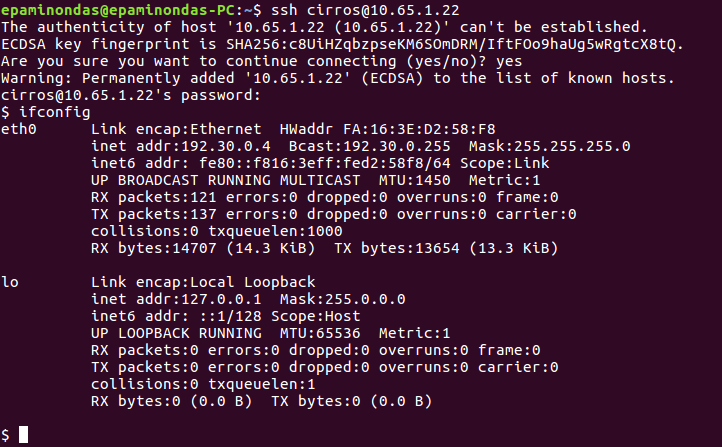 epaminondas@epaminondas-PC:~$ ssh cirros@10.65.1.22
The authenticity of host '10.65.1.22 (10.65.1.22)' can't be established.
ECDSA key fingerprint is SHA256:c8UiHZqbzpseKM6SOmDRM/IftFOo9haUg5wRgtcX8tQ.
Are you sure you want to continue connecting (yes/no)? yes
Warning: Permanently added '10.65.1.22' (ECDSA) to the list of known hosts.
cirros@10.65.1.22's password:
$ ifconfig
eth0      Link encap:Ethernet  HWaddr FA:16:3E:D2:58:F8
          inet addr:192.30.0.4  Bcast:192.30.0.255  Mask:255.255.255.0
          inet6 addr: fe80::f816:3eff:fed2:58f8/64 Scope:Link
          UP BROADCAST RUNNING MULTICAST  MTU:1450  Metric:1
          RX packets:121 errors:0 dropped:0 overruns:0 frame:0
          TX packets:137 errors:0 dropped:0 overruns:0 carrier:0
          collisions:0 txqueuelen:1000
          RX bytes:14707 (14.3 KiB)  TX bytes:13654 (13.3 KiB)

lo        Link encap:Local Loopback
          inet addr:127.0.0.1  Mask:255.0.0.0
          inet6 addr: ::1/128 Scope:Host
          UP LOOPBACK RUNNING  MTU:65536  Metric:1
          RX packets:0 errors:0 dropped:0 overruns:0 frame:0
          TX packets:0 errors:0 dropped:0 overruns:0 carrier:0
          collisions:0 txqueuelen:1
          RX bytes:0 (0.0 B)  TX bytes:0 (0.0 B)

$